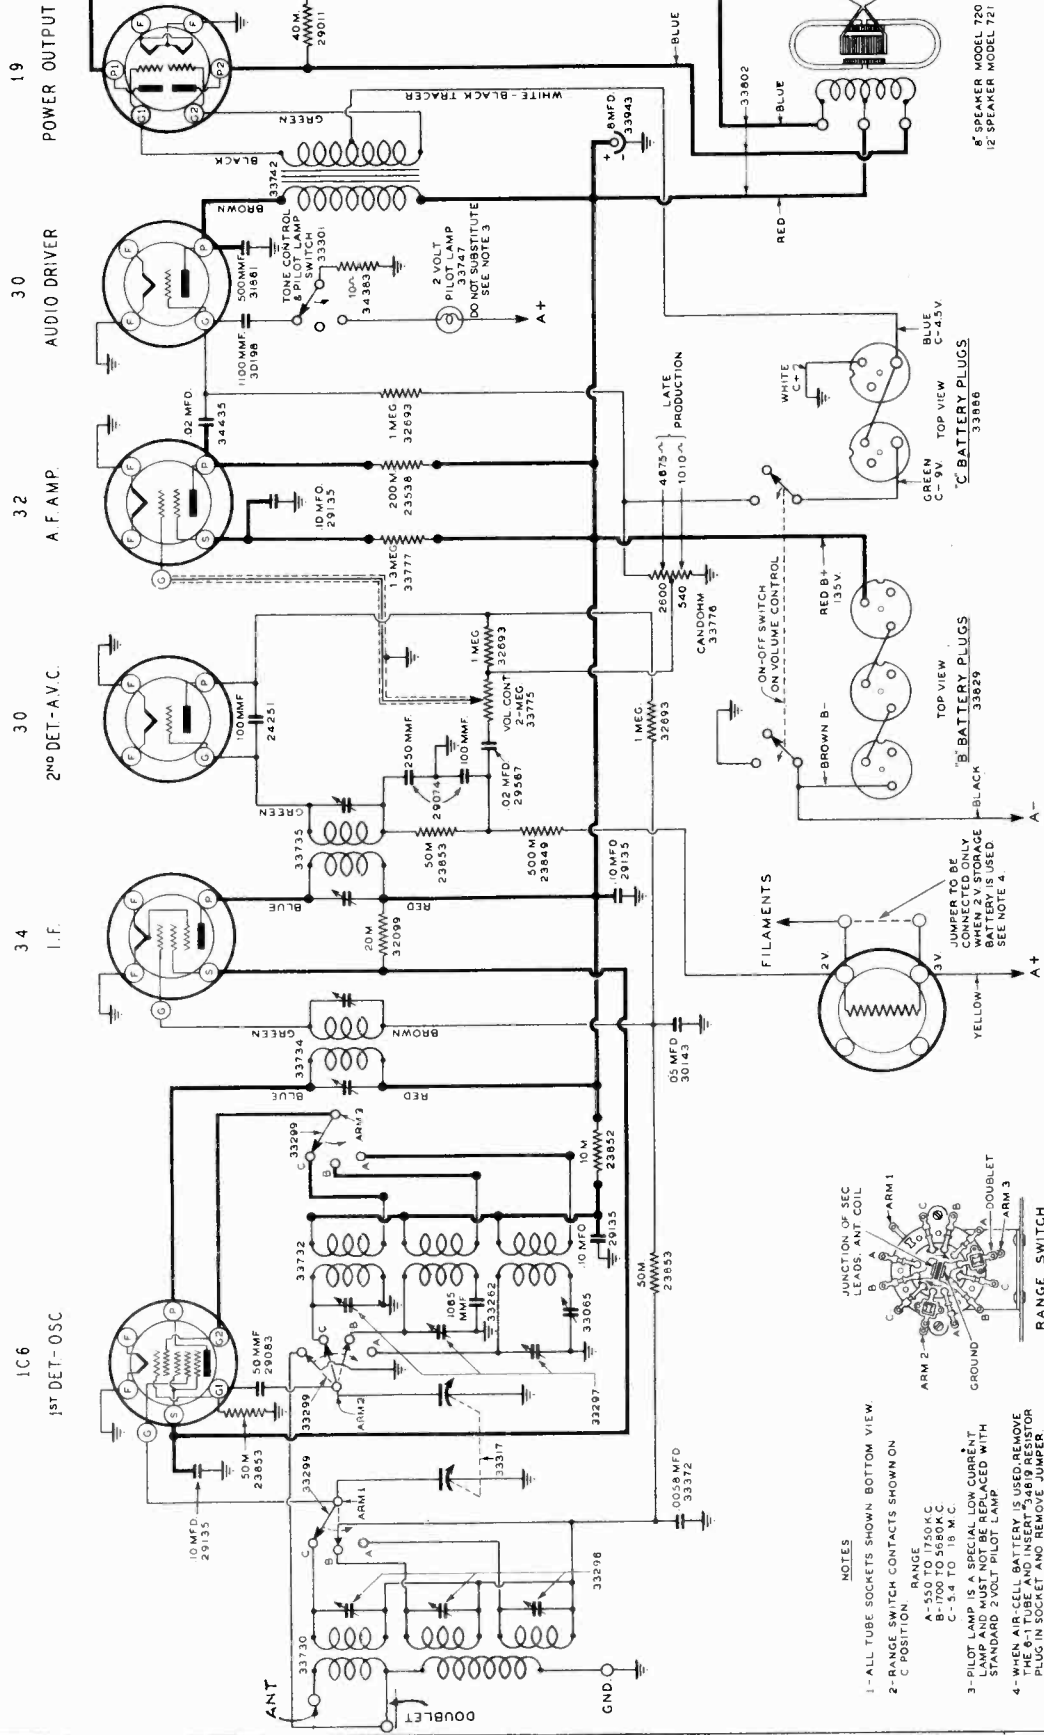 1C6
1ST DET-OSC
34
I.F.
30
2ND DET-A.V.C.
32
A.F. AMP.
30
AUDIO DRIVER
19
POWER OUTPUT
.10 MFD.
29135
50M
23853
50 MMF
29083
33299
ARM 1
33299
ARM 2
33299
ARM 3
33730
33298
33317
33297
33732
1065
MMF
33262
33065
.10 MFD
29135
10 M
23852
.0058 MFD
33372
50M
23853
ANT
DOUBLET
GND.
BLUE
33734
GREEN
RED
BROWN
.05 MFD
30143
20M
32099
BLUE
33735
GREEN
RED
.10 MFD
29135
50M
23853
500M
23849
250 MMF.
29074
100 MMF.
.02 MFD
29567
100 MMF
24251
VOL. CONT.
2-MEG
33775
1 MEG.
32693
1 MEG
32693
1.3 MEG.
33777
.10 MFD.
29135
200M
23538
.02 MFD.
34435
1 MEG
32693
1100 MMF.
30198
500 MMF
31861
TONE CONTROL
& PILOT LAMP
SWITCH
33301
10Ω
34383
2 VOLT
PILOT LAMP
33747
DO NOT SUBSTITUTE
SEE NOTE 3
A+
BROWN
33742
BLACK
GREEN
WHITE-BLACK TRACER
40M.
29011
BLUE
8 MFD.
33943
33802
BLUE
RED
8" SPEAKER MODEL 720
12" SPEAKER MODEL 721
2600
540
4875
1010
LATE
PRODUCTION
CANDOHM
33776
ON-OFF SWITCH
ON VOLUME CONTROL
BROWN B-
RED B+
135V.
TOP VIEW
"B" BATTERY PLUGS
33829
GREEN
C-9V.
WHITE
C+
BLUE
C-4.5V.
TOP VIEW
"C" BATTERY PLUGS
33886
BLACK
A-
FILAMENTS
2V.
3V.
JUMPER TO BE
CONNECTED ONLY
WHEN 2V. STORAGE
BATTERY IS USED.
SEE NOTE 4.
YELLOW
A+
JUNCTION OF SEC
LEADS. ANT COIL
ARM 1
ARM 2
ARM 3
DOUBLET
GROUND
RANGE SWITCH
NOTES
1-ALL TUBE SOCKETS SHOWN BOTTOM VIEW.
2-RANGE SWITCH CONTACTS SHOWN ON
C POSITION.
RANGE
A-550 TO 1750 K.C.
B-1700 TO 5680 K.C.
C-5.4 TO 18 M.C.
3-PILOT LAMP IS A SPECIAL LOW CURRENT
LAMP AND MUST NOT BE REPLACED WITH
STANDARD 2 VOLT PILOT LAMP.
4-WHEN AIR-CELL BATTERY IS USED, REMOVE
THE 6-1 TUBE AND INSERT #34819 RESISTOR
PLUG IN SOCKET AND REMOVE JUMPER.